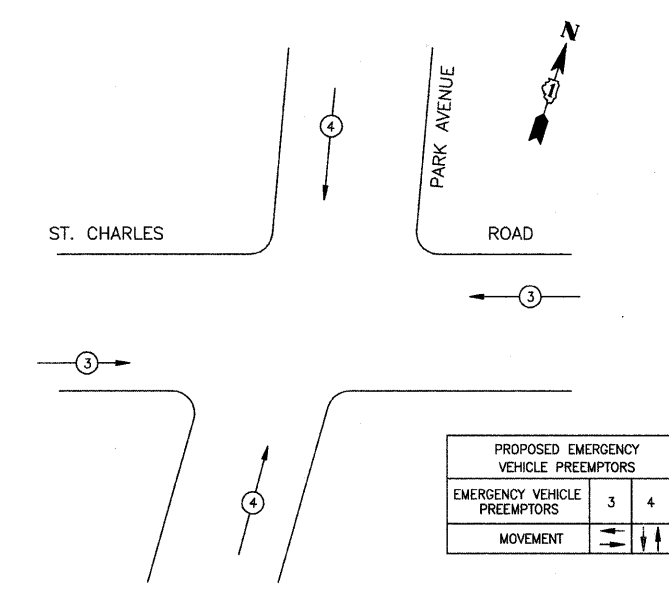 N
1
PARK AVENUE
4
ST. CHARLES ROAD
3
3
4
PROPOSED EMERGENCY
VEHICLE PREEMPTORS
EMERGENCY VEHICLE
PREEMPTORS
3 4
MOVEMENT